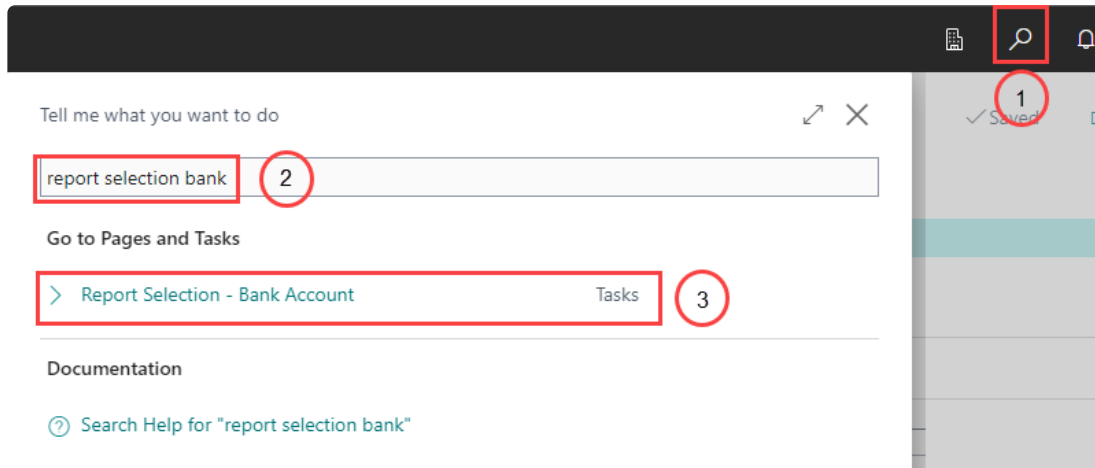 1
Saved
Tell me what you want to do
report selection bank
2
Go to Pages and Tasks
Report Selection - Bank Account Tasks
3
Documentation
Search Help for "report selection bank"